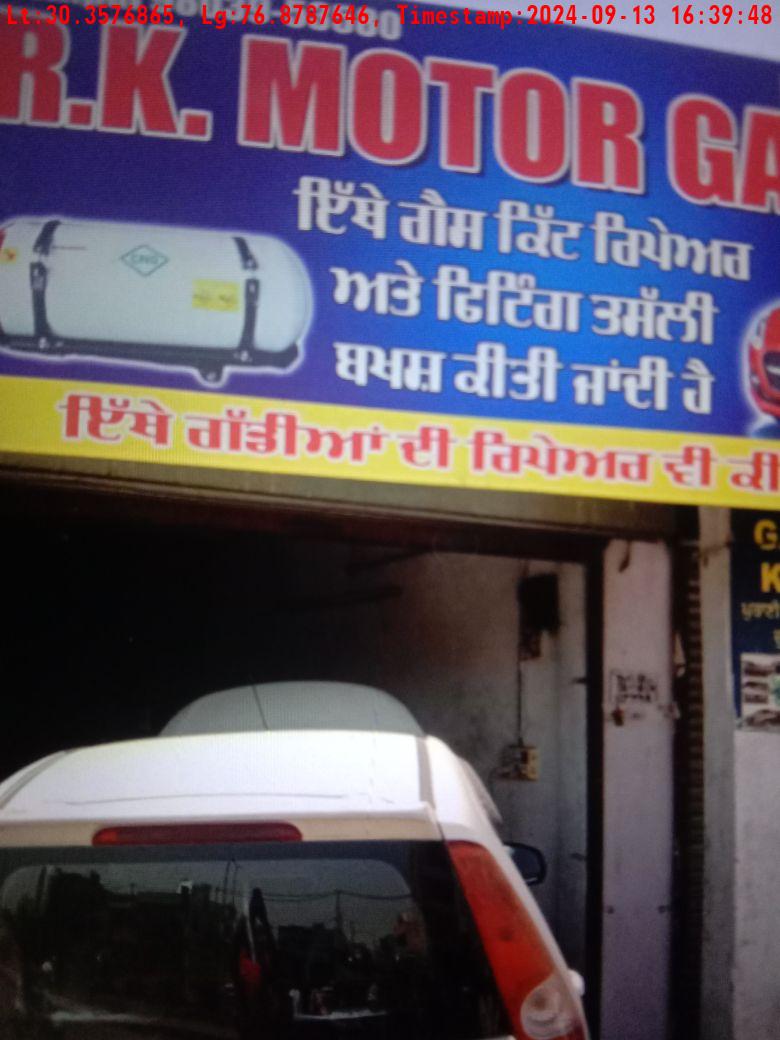 Lt:30.3576865, Lg:76.8787646, Timestamp:2024-09-13 16:39:48
R.K. MOTOR GA
ਇੱਥੇ ਗੈਸ ਕਿੱਟ ਰਿਪੇਅਰ
ਅਤੇ ਫਿਟਿੰਗ ਤਸੱਲੀ
ਬਖਸ਼ ਕੀਤੀ ਜਾਂਦੀ ਹੈ
CNG
ਇੱਥੇ ਗੱਡੀਆਂ ਦੀ ਰਿਪੇਅਰ ਵੀ ਕੀ
G
K